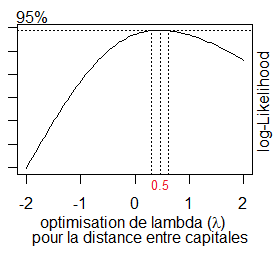 95%
log-Likelihood
0.5
-2 -1 0 1 2
optimisation de lambda (λ)
pour la distance entre capitales